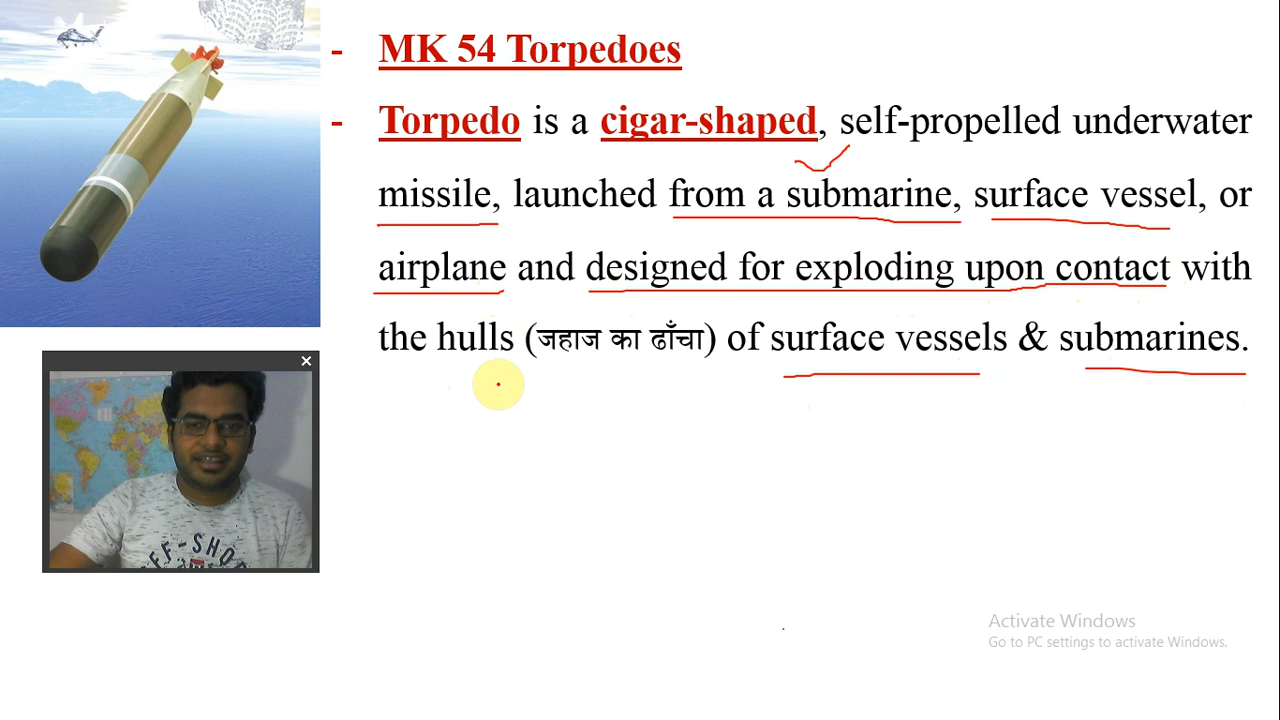 - MK 54 Torpedoes
- Torpedo is a cigar-shaped, self-propelled underwater
missile, launched from a submarine, surface vessel, or
airplane and designed for exploding upon contact with
the hulls (जहाज का ढाँचा) of surface vessels & submarines.
FF-SHO
Activate Windows
Go to PC settings to activate Windows.